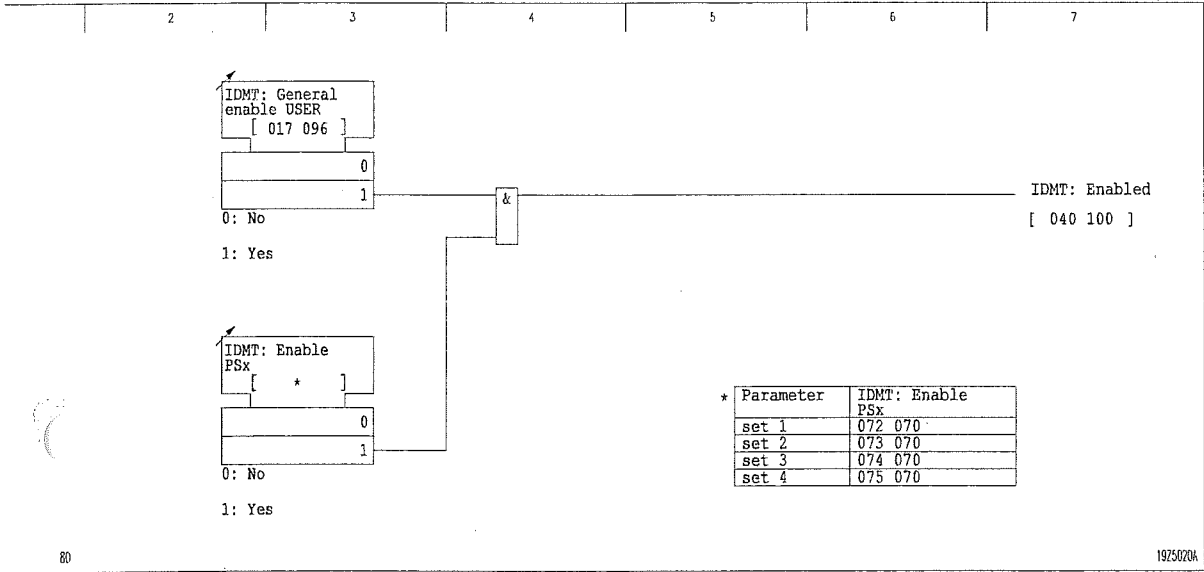 2 3 4 5 6 7
IDMT: General
enable USER
[ 017 096 ]
0
1
0: No
1: Yes
&
IDMT: Enabled
[ 040 100 ]
IDMT: Enable
PSx
[ * ]
0
1
0: No
1: Yes
* Parameter IDMT: Enable
PSx
set 1 072 070
set 2 073 070
set 3 074 070
set 4 075 070
80 19Z5020A